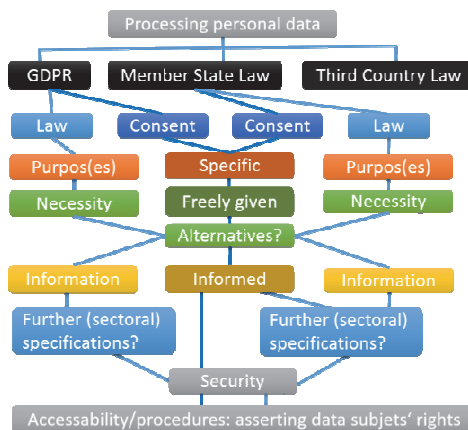 Processing personal data
GDPR
Member State Law
Third Country Law
Law
Consent
Consent
Law
Purpos(es)
Specific
Purpos(es)
Necessity
Freely given
Necessity
Alternatives?
Information
Informed
Information
Further (sectoral)
specifications?
Further (sectoral)
specifications?
Security
Accessability/procedures: asserting data subjets‘ rights